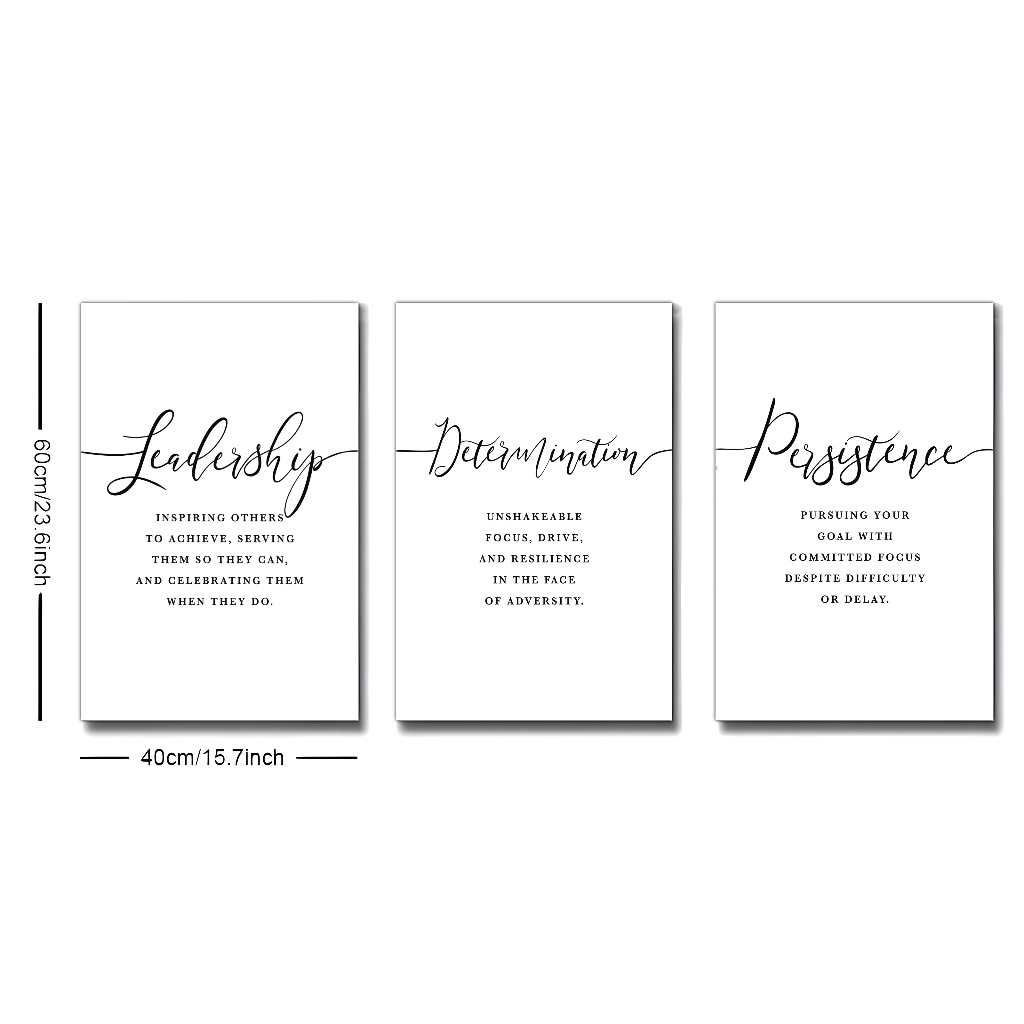 60cm/23.6inch
Leadership
INSPIRING OTHERS
TO ACHIEVE, SERVING
THEM SO THEY CAN,
AND CELEBRATING THEM
WHEN THEY DO.
40cm/15.7inch
Determination
UNSHAKEABLE
FOCUS, DRIVE,
AND RESILIENCE
IN THE FACE
OF ADVERSITY.
Persistence
PURSUING YOUR
GOAL WITH
COMMITTED FOCUS
DESPITE DIFFICULTY
OR DELAY.